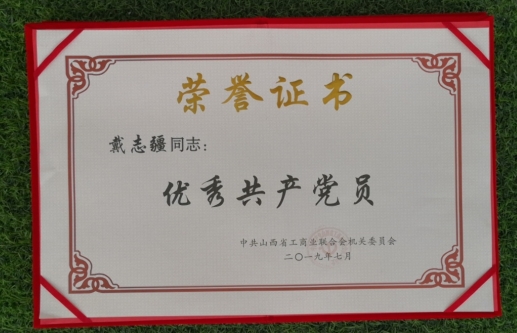 荣誉证书
戴志疆同志：
优秀共产党员
中共山西省工商业联合会机关委员会
二〇一九年七月